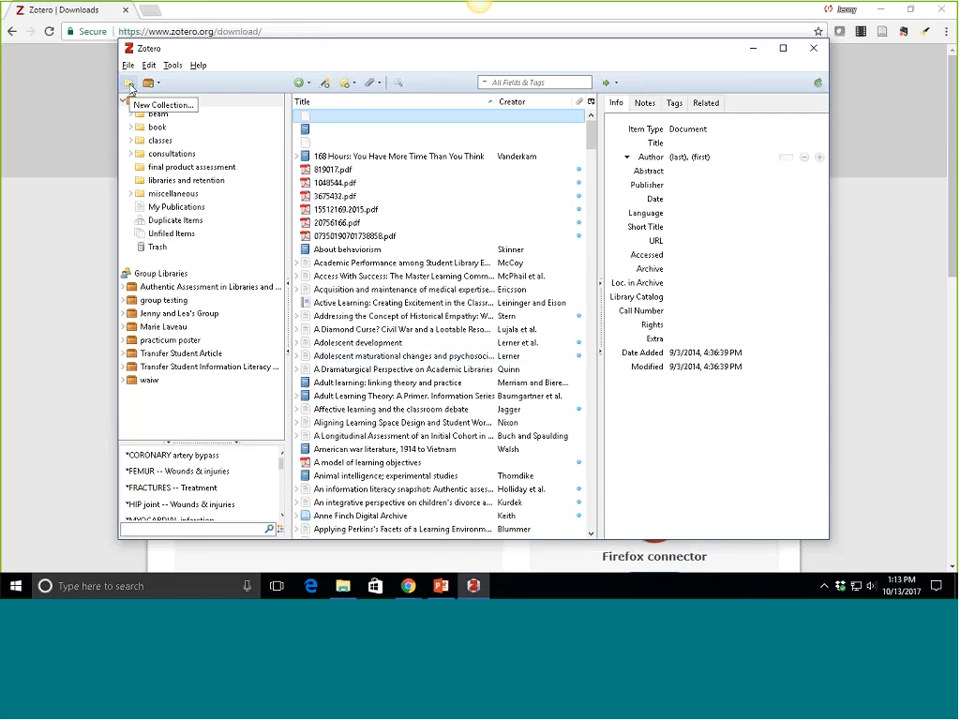 Zotero | Downloads
Jenny
Secure https://www.zotero.org/download/
Zotero
File Edit Tools Help
All Fields & Tags
New Collection...
beam
book
classes
consultations
final product assessment
libraries and retention
miscellaneous
My Publications
Duplicate Items
Unfiled Items
Trash
Group Libraries
Authentic Assessment in Libraries and ...
group testing
Jenny and Lea's Group
Marie Laveau
practicum poster
Transfer Student Article
Transfer Student Information Literacy ...
waiw
*CORONARY artery bypass
*FEMUR -- Wounds & injuries
*FRACTURES -- Treatment
*HIP joint -- Wounds & injuries
*MYOCARDIAL infarction
Title Creator
168 Hours: You Have More Time Than You Think Vanderkam
819017.pdf
1048544.pdf
3675432.pdf
15512169.2015.pdf
20756166.pdf
07350190701738858.pdf
About behaviorism Skinner
Academic Performance among Student Library E... McCoy
Access With Success: The Master Learning Comm... McPhail et al.
Acquisition and maintenance of medical expertise... Ericsson
Active Learning: Creating Excitement in the Classr... Leininger and Eison
Addressing the Concept of Historical Empathy: W... Stern
A Diamond Curse? Civil War and a Lootable Reso... Lujala et al.
Adolescent development Lerner et al.
Adolescent maturational changes and psychosoci... Lerner
A Dramaturgical Perspective on Academic Libraries Quinn
Adult learning: linking theory and practice Merriam and Biere...
Adult Learning Theory: A Primer. Information Series Baumgartner et al.
Affective learning and the classroom debate Jagger
Aligning Learning Space Design and Student Wor... Nixon
A Longitudinal Assessment of an Initial Cohort in ... Buch and Spaulding
American war literature, 1914 to Vietnam Walsh
A model of learning objectives
Animal intelligence; experimental studies Thorndike
An information literacy snapshot: Authentic asses... Holliday et al.
An integrative perspective on children's divorce a... Kurdek
Anne Finch Digital Archive Keith
Applying Perkins's Facets of a Learning Environm... Blummer
Info Notes Tags Related
Item Type Document
Title
Author (last), (first)
Abstract
Publisher
Date
Language
Short Title
URL
Accessed
Archive
Loc. in Archive
Library Catalog
Call Number
Rights
Extra
Date Added 9/3/2014, 4:36:39 PM
Modified 9/3/2014, 4:36:39 PM
Firefox connector
Type here to search
1:13 PM
10/13/2017